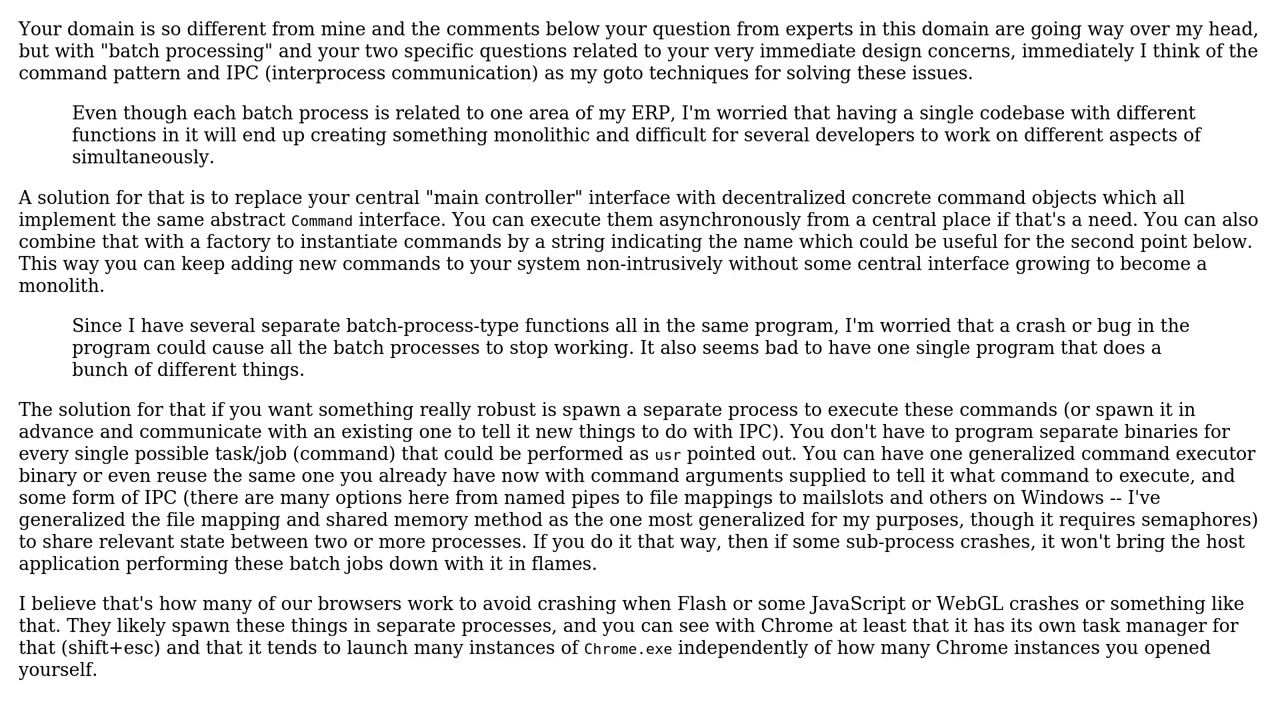 Your domain is so different from mine and the comments below your question from experts in this domain are going way over my head,
but with "batch processing" and your two specific questions related to your very immediate design concerns, immediately I think of the
command pattern and IPC (interprocess communication) as my goto techniques for solving these issues.
Even though each batch process is related to one area of my ERP, I'm worried that having a single codebase with different
functions in it will end up creating something monolithic and difficult for several developers to work on different aspects of
simultaneously.
A solution for that is to replace your central "main controller" interface with decentralized concrete command objects which all
implement the same abstract Command interface. You can execute them asynchronously from a central place if that's a need. You can also
combine that with a factory to instantiate commands by a string indicating the name which could be useful for the second point below.
This way you can keep adding new commands to your system non-intrusively without some central interface growing to become a
monolith.
Since I have several separate batch-process-type functions all in the same program, I'm worried that a crash or bug in the
program could cause all the batch processes to stop working. It also seems bad to have one single program that does a
bunch of different things.
The solution for that if you want something really robust is spawn a separate process to execute these commands (or spawn it in
advance and communicate with an existing one to tell it new things to do with IPC). You don't have to program separate binaries for
every single possible task/job (command) that could be performed as usr pointed out. You can have one generalized command executor
binary or even reuse the same one you already have now with command arguments supplied to tell it what command to execute, and
some form of IPC (there are many options here from named pipes to file mappings to mailslots and others on Windows -- I've
generalized the file mapping and shared memory method as the one most generalized for my purposes, though it requires semaphores)
to share relevant state between two or more processes. If you do it that way, then if some sub-process crashes, it won't bring the host
application performing these batch jobs down with it in flames.
I believe that's how many of our browsers work to avoid crashing when Flash or some JavaScript or WebGL crashes or something like
that. They likely spawn these things in separate processes, and you can see with Chrome at least that it has its own task manager for
that (shift+esc) and that it tends to launch many instances of Chrome.exe independently of how many Chrome instances you opened
yourself.